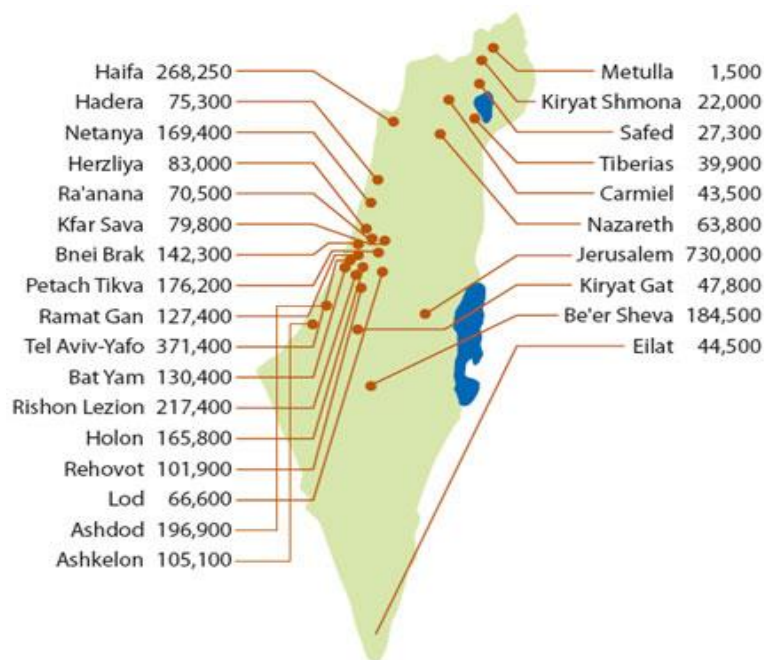 Haifa 268,250
Hadera 75,300
Netanya 169,400
Herzliya 83,000
Ra'anana 70,500
Kfar Sava 79,800
Bnei Brak 142,300
Petach Tikva 176,200
Ramat Gan 127,400
Tel Aviv-Yafo 371,400
Bat Yam 130,400
Rishon Lezion 217,400
Holon 165,800
Rehovot 101,900
Lod 66,600
Ashdod 196,900
Ashkelon 105,100
Metulla 1,500
Kiryat Shmona 22,000
Safed 27,300
Tiberias 39,900
Carmiel 43,500
Nazareth 63,800
Jerusalem 730,000
Kiryat Gat 47,800
Be'er Sheva 184,500
Eilat 44,500